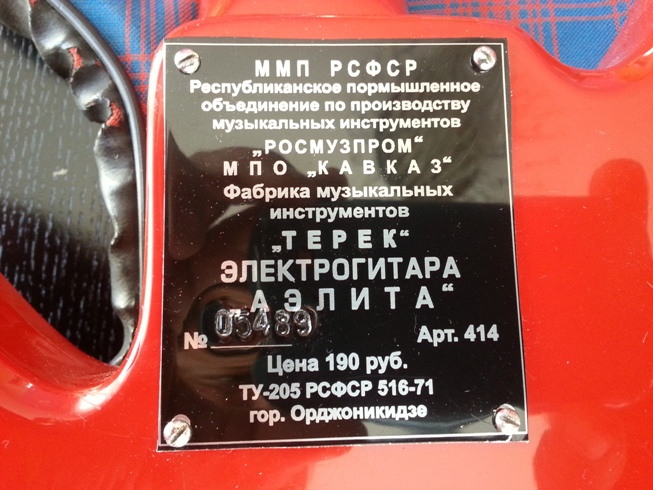 ММП РСФСР
Республиканское пормышленное
объединение по производству
музыкальных инструментов
„РОСМУЗПРОМ“
МПО „КАВКАЗ“
Фабрика музыкальных
инструментов
„ТЕРЕК“
ЭЛЕКТРОГИТАРА
„АЭЛИТА“
№ 05489 Арт. 414
Цена 190 руб.
ТУ-205 РСФСР 516-71
гор. Орджоникидзе